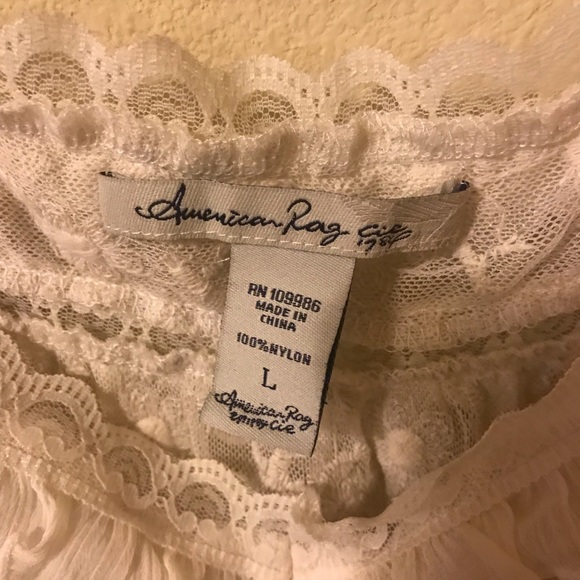 American Rag Cie
RN 109986
MADE IN
CHINA
100% NYLON
L
American Rag
Cie